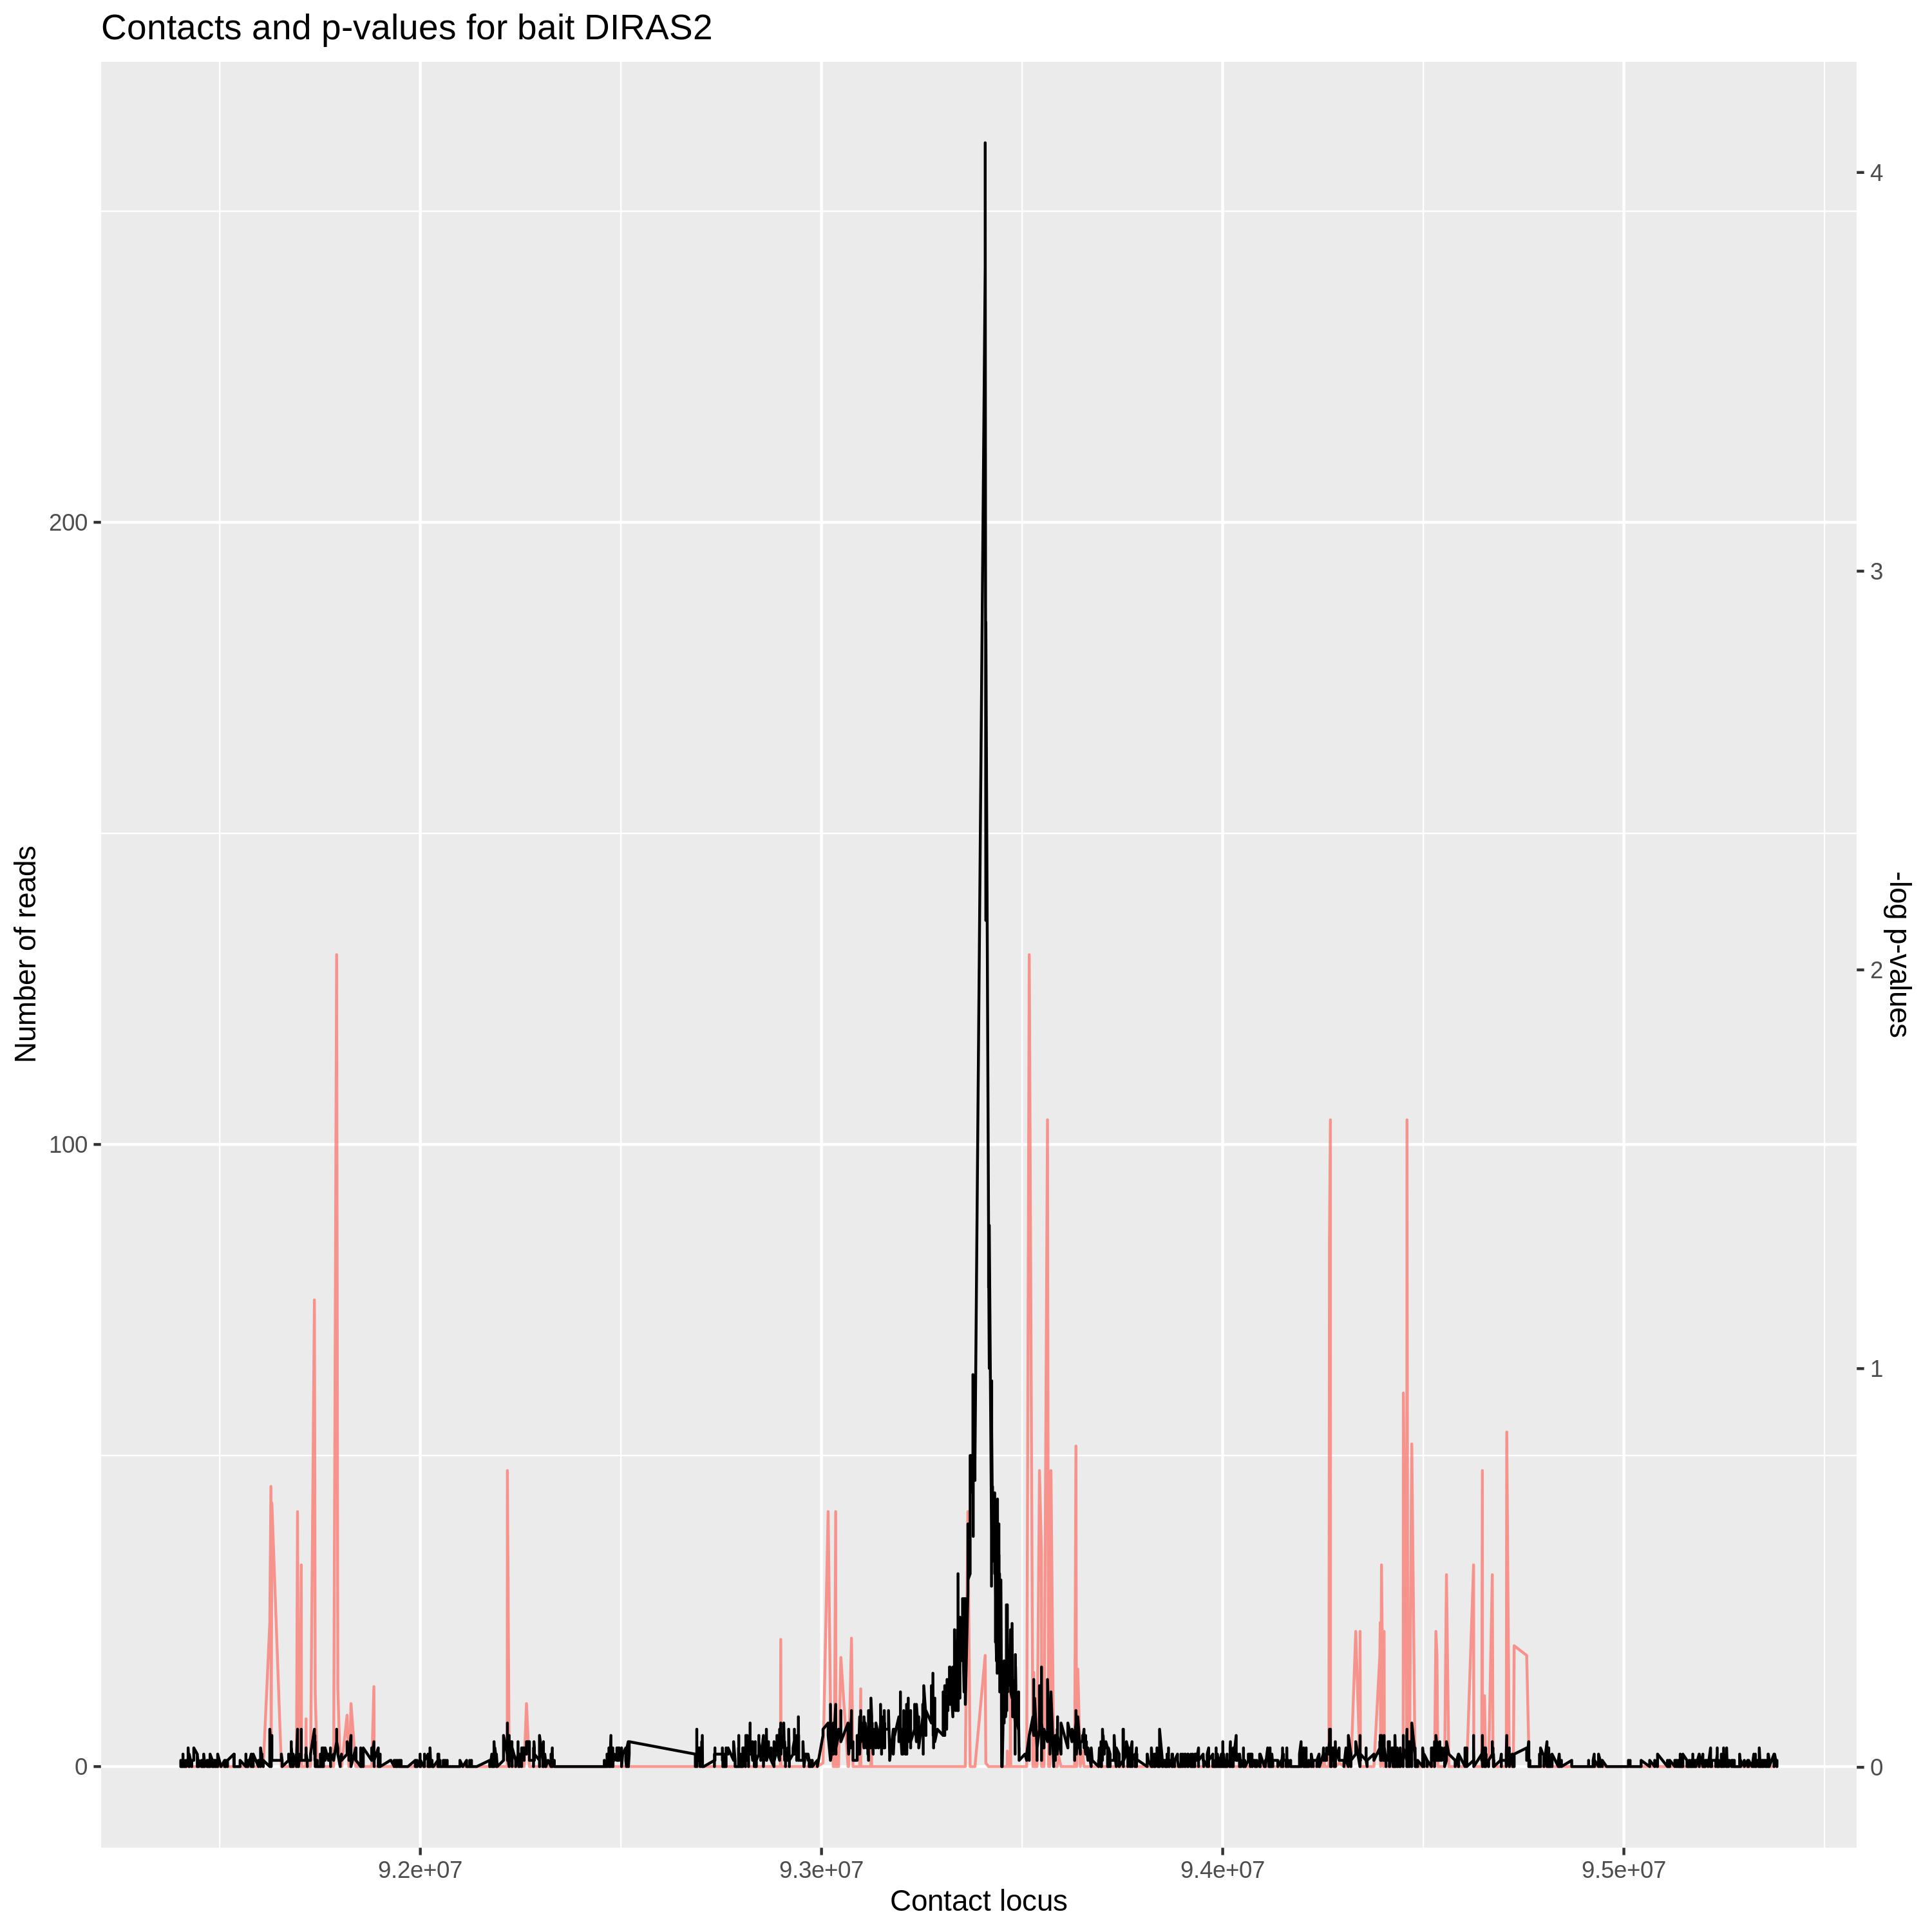 Contacts and p-values for bait DIRAS2
Number of reads
200
100
0
4
3
2
1
0
-log p-values
9.2e+07 9.3e+07 9.4e+07 9.5e+07
Contact locus